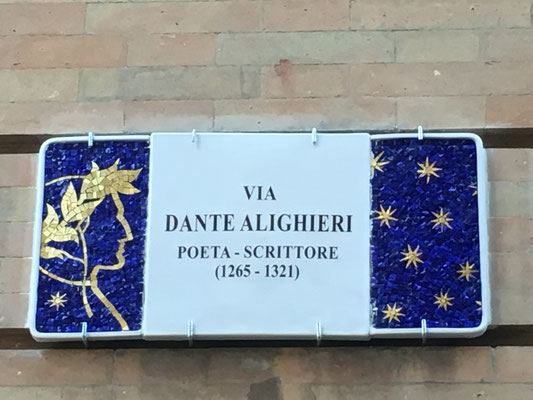 VIA
DANTE ALIGHIERI
POETA - SCRITTORE
(1265 - 1321)